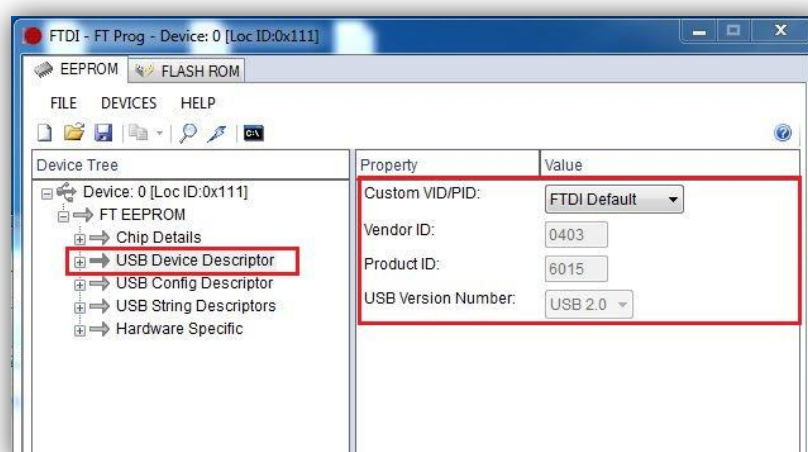 FTDI - FT Prog - Device: 0 [Loc ID:0x111]
EEPROM FLASH ROM
FILE DEVICES HELP
C:\
Device Tree
Device: 0 [Loc ID:0x111]
FT EEPROM
Chip Details
USB Device Descriptor
USB Config Descriptor
USB String Descriptors
Hardware Specific
Property Value
Custom VID/PID: FTDI Default
Vendor ID: 0403
Product ID: 6015
USB Version Number: USB 2.0